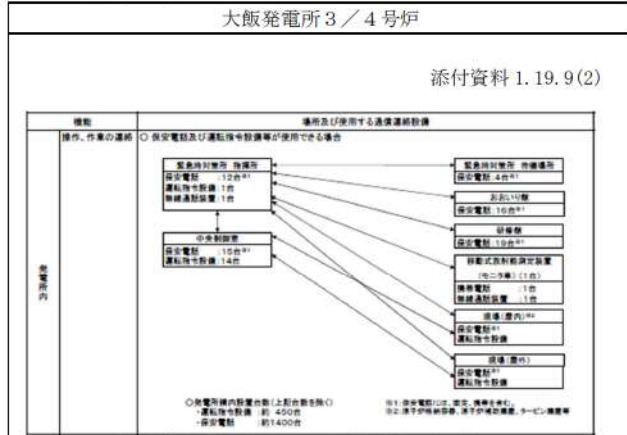 大飯発電所３／４号炉
添付資料 1.19.9(2)
機能
場所及び使用する通信連絡設備
操作、作業の連絡
○ 保安電話及び運転指令設備等が使用できる場合
緊急時対策所 指揮所
保安電話 :12台※1
運転指令設備:1台
無線通話装置:1台
緊急時対策所 待機場所
保安電話:4台※1
おおいり館
保安電話:16台※1
研修館
保安電話:19台※1
中央制御室
保安電話 :15台※1
運転指令設備:14台
移動式放射能測定装置
(モニタ車)(1台)
携帯電話 :1台
無線通話装置 :1台
発電所内
現場(屋内)※2
保安電話※1
運転指令設備
現場(屋外)
保安電話※1
運転指令設備
○発電所構内設置台数(上記台数を除く)
・運転指令設備:約 450台
・保安電話 :約1400台
※1:保安電話には、固定、携帯を含む。
※2:原子炉格納容器、原子炉補助建屋、タービン建屋等